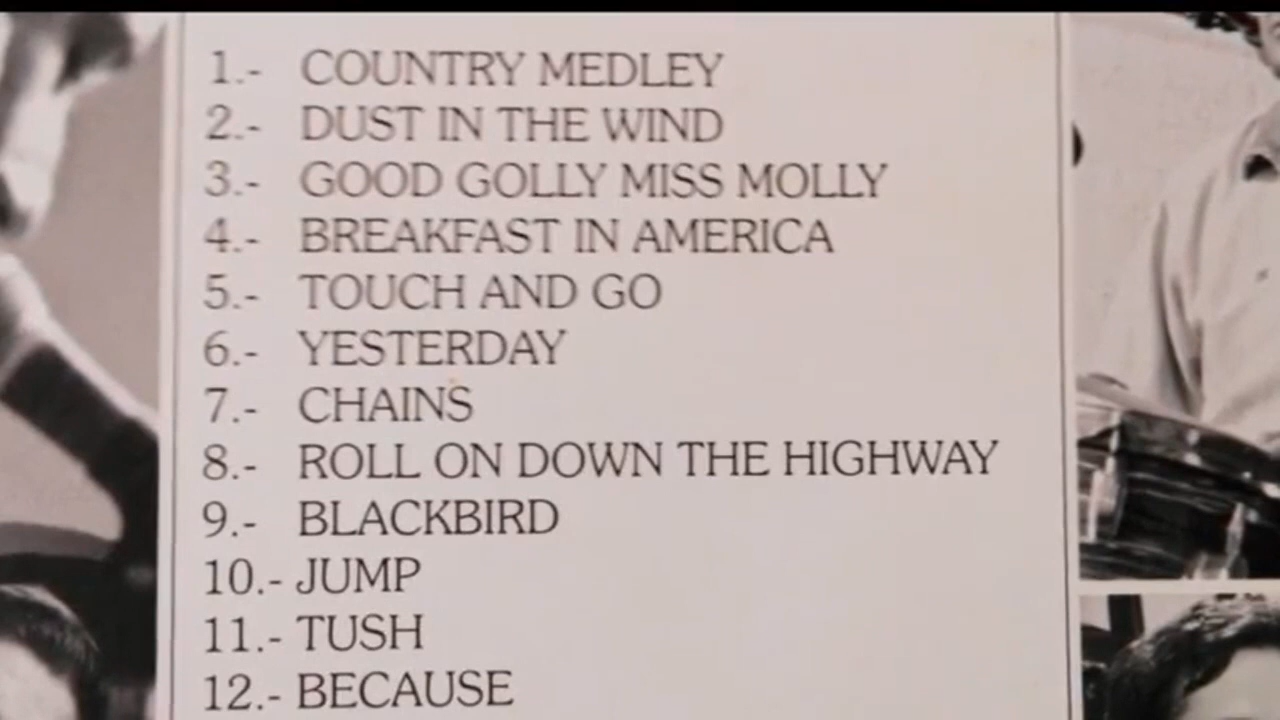 1.- COUNTRY MEDLEY
2.- DUST IN THE WIND
3.- GOOD GOLLY MISS MOLLY
4.- BREAKFAST IN AMERICA
5.- TOUCH AND GO
6.- YESTERDAY
7.- CHAINS
8.- ROLL ON DOWN THE HIGHWAY
9.- BLACKBIRD
10.- JUMP
11.- TUSH
12.- BECAUSE